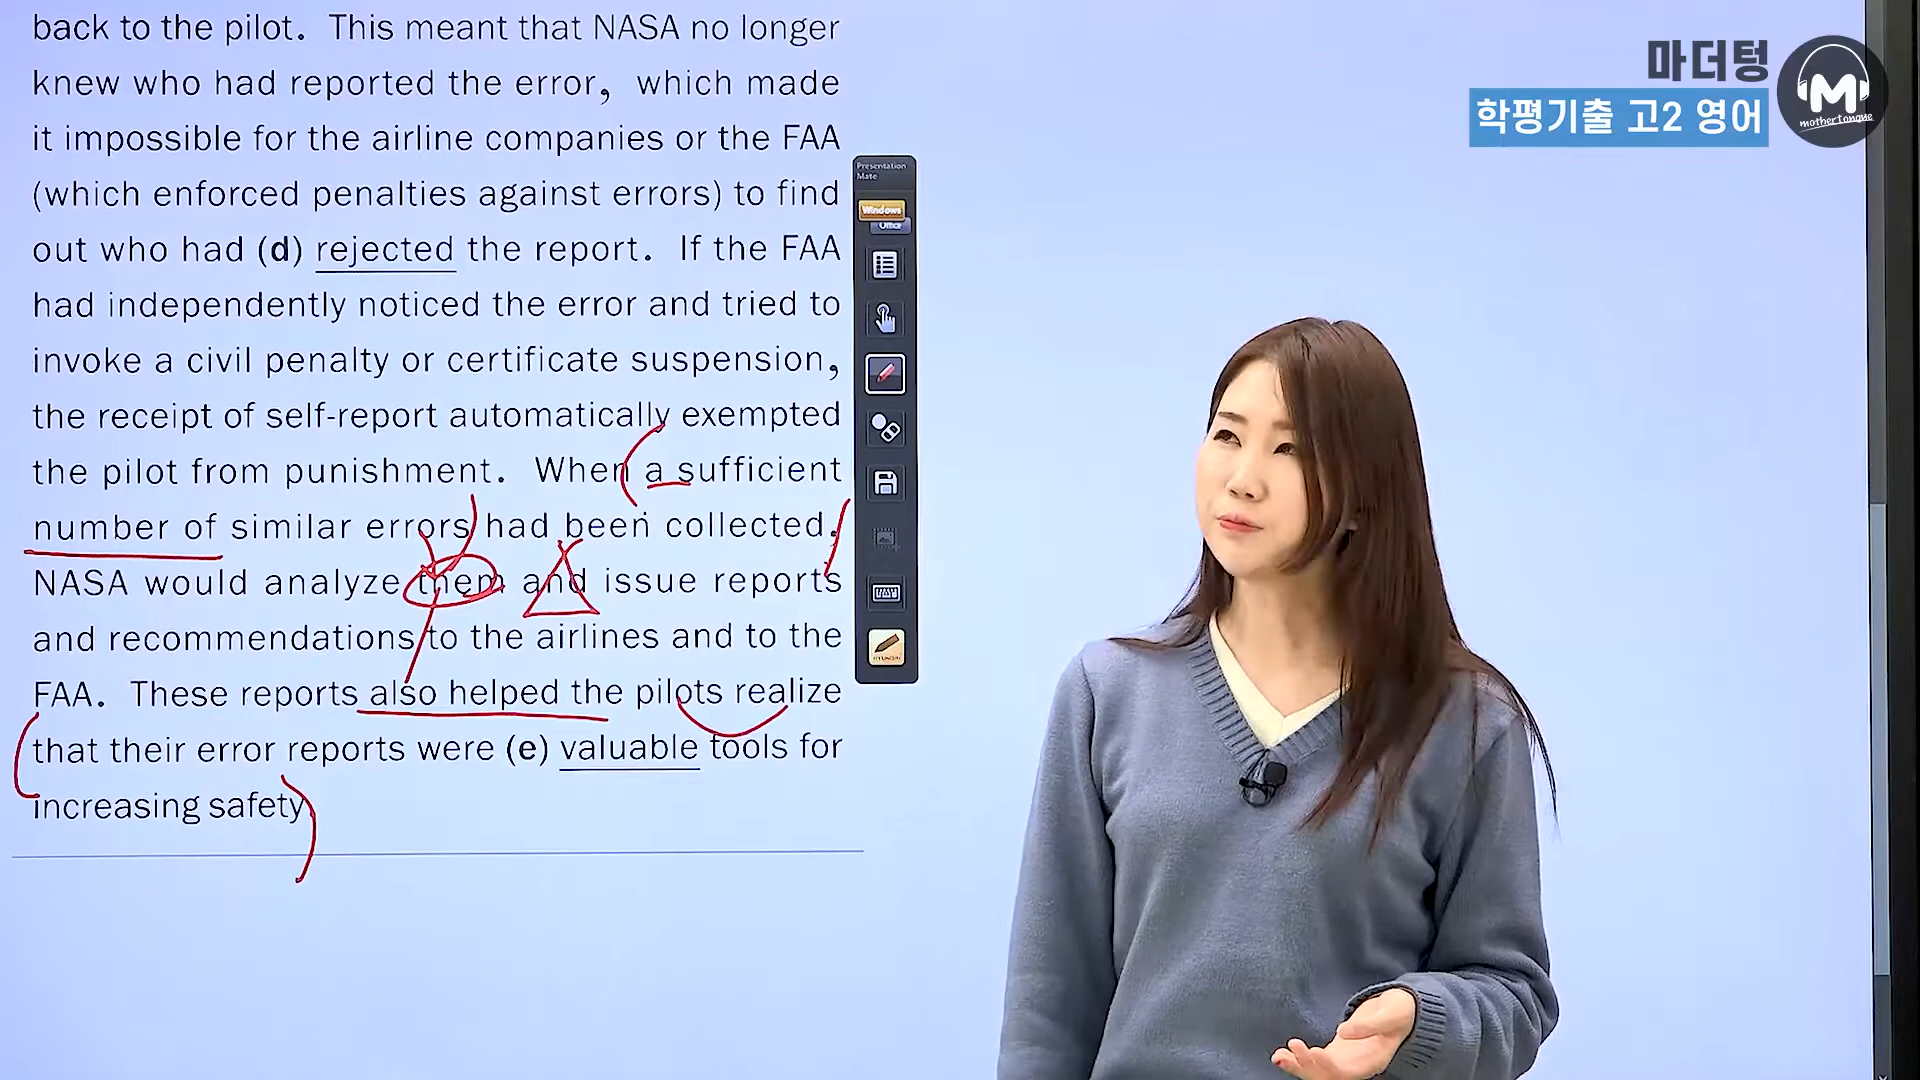 back to the pilot. This meant that NASA no longer
knew who had reported the error, which made
it impossible for the airline companies or the FAA
(which enforced penalties against errors) to find
out who had (d) rejected the report. If the FAA
had independently noticed the error and tried to
invoke a civil penalty or certificate suspension,
the receipt of self-report automatically exempted
the pilot from punishment. When a sufficient
number of similar errors had been collected,
NASA would analyze them and issue reports
and recommendations to the airlines and to the
FAA. These reports also helped the pilots realize
that their error reports were (e) valuable tools for
increasing safety.
Presentation
Mate
Windows
Office
마더텅
학평기출 고2 영어
M
mothertongue